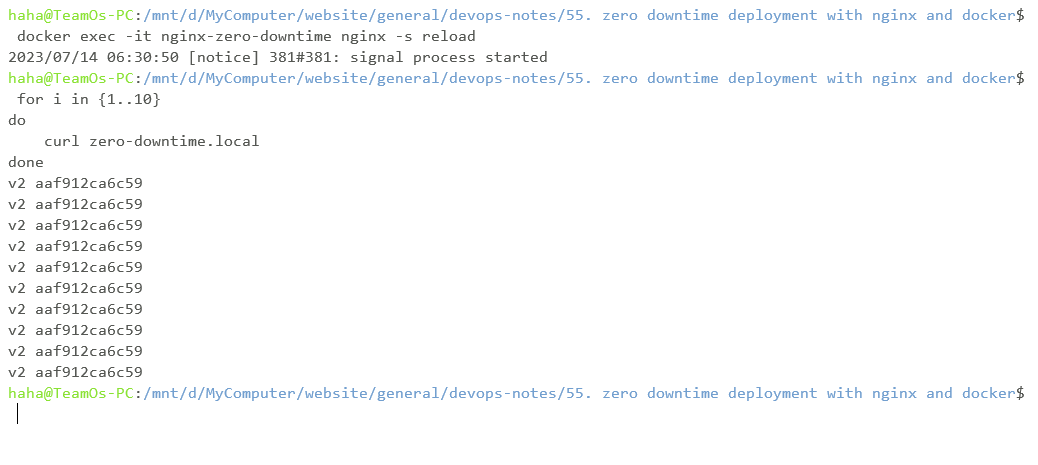 haha@TeamOs-PC:/mnt/d/MyComputer/website/general/devops-notes/55. zero downtime deployment with nginx and docker$
docker exec -it nginx-zero-downtime nginx -s reload
2023/07/14 06:30:50 [notice] 381#381: signal process started
haha@TeamOs-PC:/mnt/d/MyComputer/website/general/devops-notes/55. zero downtime deployment with nginx and docker$
for i in {1..10}
do
    curl zero-downtime.local
done
v2 aaf912ca6c59
v2 aaf912ca6c59
v2 aaf912ca6c59
v2 aaf912ca6c59
v2 aaf912ca6c59
v2 aaf912ca6c59
v2 aaf912ca6c59
v2 aaf912ca6c59
v2 aaf912ca6c59
v2 aaf912ca6c59
haha@TeamOs-PC:/mnt/d/MyComputer/website/general/devops-notes/55. zero downtime deployment with nginx and docker$